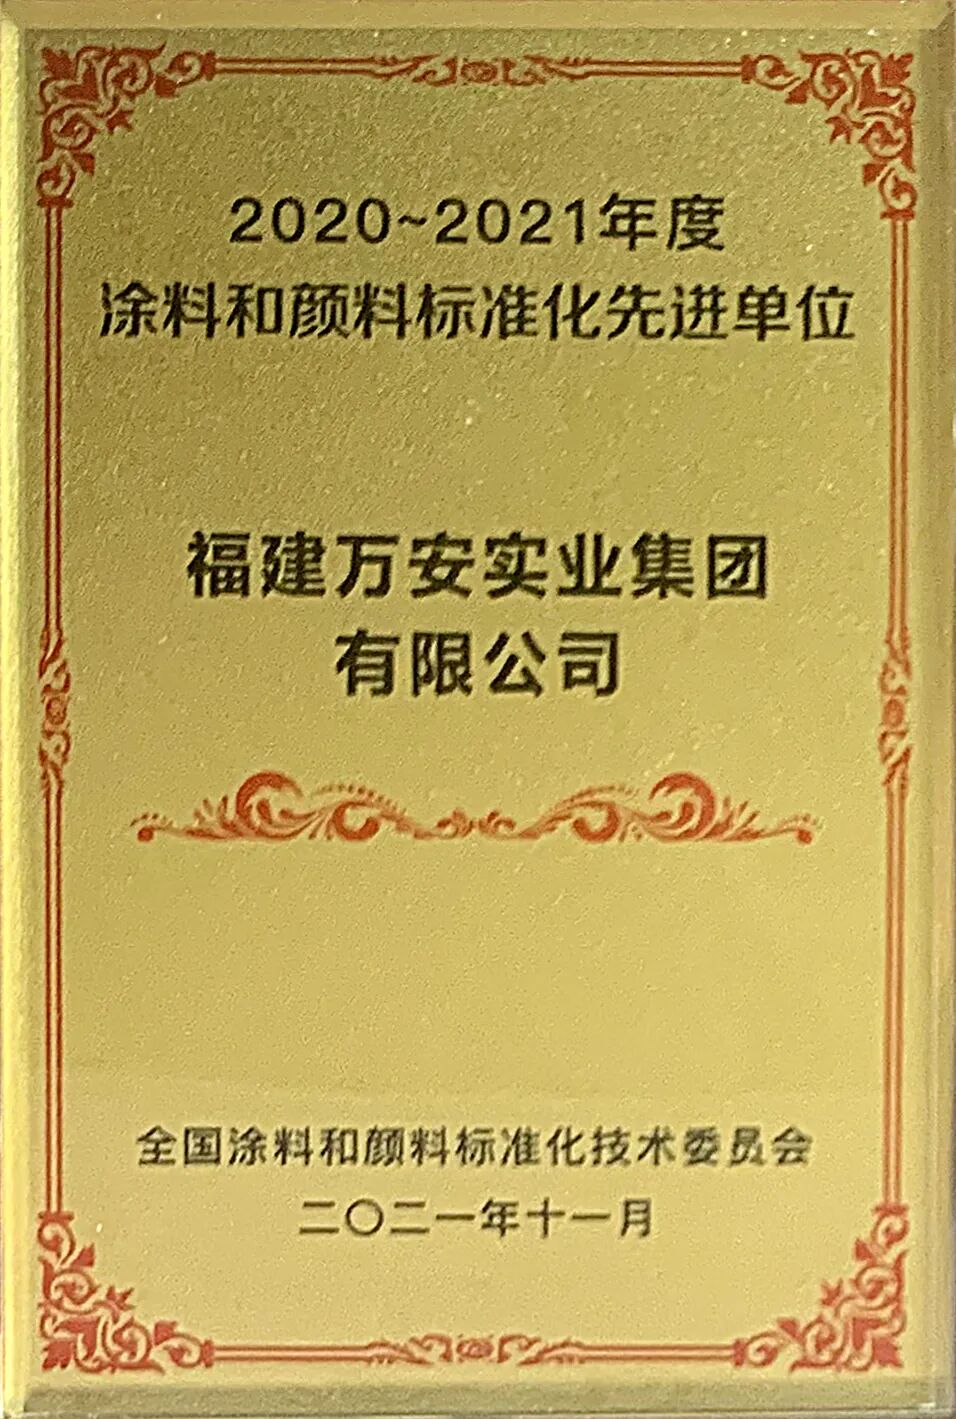 2020~2021年度
涂料和颜料标准化先进单位
福建万安实业集团
有限公司
全国涂料和颜料标准化技术委员会
二〇二一年十一月